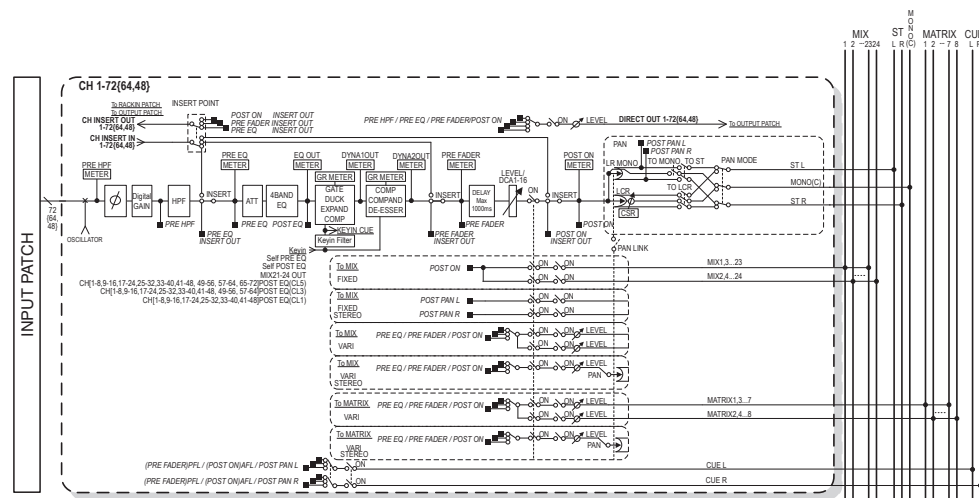 MIX
1 2 ~2324
ST
L R
MONO
(C)
MATRIX
1 2 ~ 7 8
CUE
L R
INPUT PATCH
CH 1-72{64,48}
To RACKIN PATCH
To OUTPUT PATCH
INSERT POINT
CH INSERT OUT
1-72{64,48}
CH INSERT IN
1-72{64,48}
POST ON INSERT OUT
PRE FADER INSERT OUT
PRE EQ INSERT OUT
PRE HPF / PRE EQ / PRE FADER/POST ON
ON
LEVEL
DIRECT OUT 1-72{64,48}
To OUTPUT PATCH
PRE HPF
METER
PRE EQ
METER
EQ OUT
METER
DYNA1OUT
METER
DYNA2OUT
METER
PRE FADER
METER
LEVEL/
DCA1-16
ON
POST ON
METER
72
{64,
48}
OSCILLATOR
Ø
Digital
GAIN
HPF
PRE HPF
INSERT
PRE EQ
INSERT OUT
ATT
PRE EQ
4BAND
EQ
POST EQ
GR METER
GATE
DUCK
EXPAND
COMP
KEYIN CUE
Keyin Filter
GR METER
COMP
COMPAND
DE-ESSER
INSERT
PRE FADER
INSERT OUT
PRE FADER
DELAY
Max
1000ms
INSERT
POST ON
INSERT OUT
POST ON
PAN
POST PAN L
POST PAN R
LR MONO
TO MONO
TO ST
PAN MODE
LCR
TO LCR
CSR
ST L
MONO(C)
ST R
PAN LINK
Keyin
Self PRE EQ
Self POST EQ
MIX21-24 OUT
CH[1-8,9-16,17-24,25-32,33-40,41-48, 49-56, 57-64, 65-72]POST EQ(CL5)
CH[1-8,9-16,17-24,25-32,33-40,41-48, 49-56, 57-64]POST EQ(CL3)
CH[1-8,9-16,17-24,25-32,33-40,41-48]POST EQ(CL1)
To MIX
FIXED
POST ON
ON ON
ON ON
MIX1,3...23
MIX2,4...24
To MIX
FIXED
STEREO
POST PAN L
POST PAN R
ON ON
ON ON
To MIX
VARI
PRE EQ / PRE FADER / POST ON
ON ON LEVEL
ON ON LEVEL
To MIX
VARI
STEREO
PRE EQ / PRE FADER / POST ON
ON ON LEVEL
PAN
To MATRIX
VARI
PRE EQ / PRE FADER / POST ON
ON ON LEVEL
ON ON LEVEL
MATRIX1,3...7
MATRIX2,4...8
To MATRIX
VARI
STEREO
PRE EQ / PRE FADER / POST ON
ON ON LEVEL
PAN
(PRE FADER)PFL / (POST ON)AFL / POST PAN L
ON
CUE L
(PRE FADER)PFL / (POST ON)AFL / POST PAN R
ON
CUE R